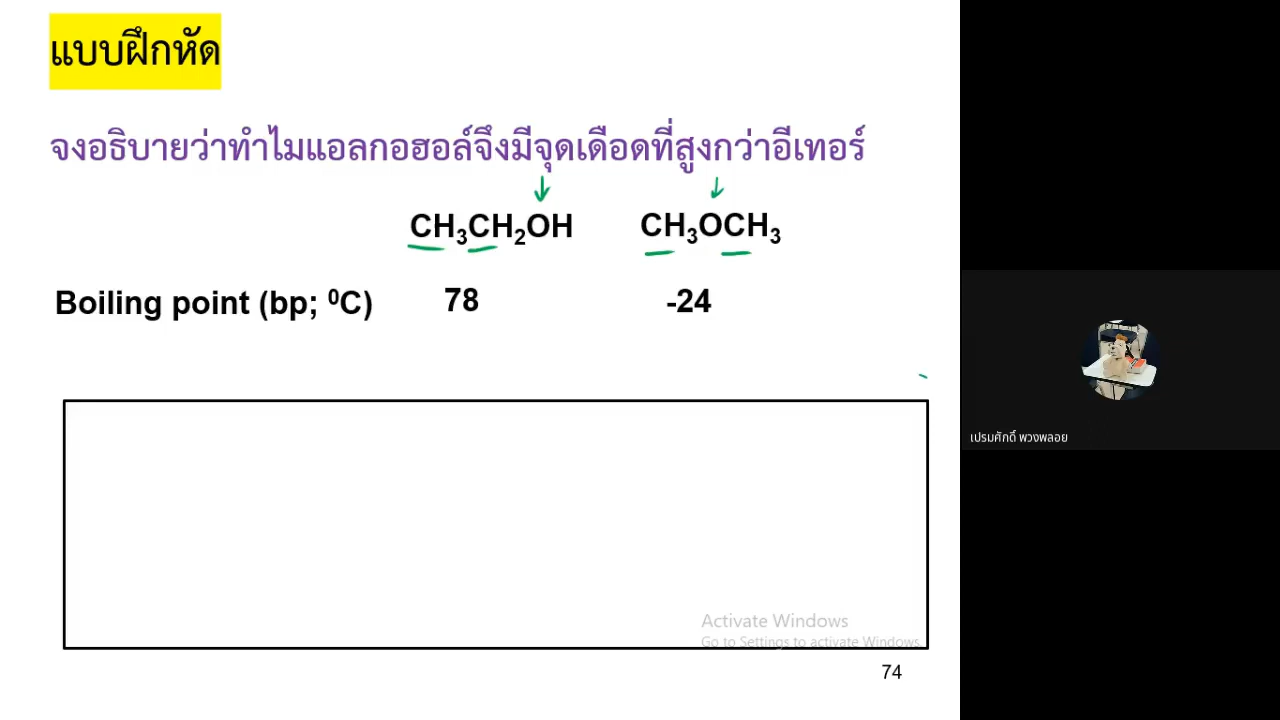 แบบฝึกหัด
จงอธิบายว่าทำไมแอลกอฮอล์จึงมีจุดเดือดที่สูงกว่าอีเทอร์
CH₃CH₂OH CH₃OCH₃
Boiling point (bp; ⁰C) 78 -24
เปรมศักดิ์ พวงพลอย
Activate Windows
Go to Settings to activate Windows.
74